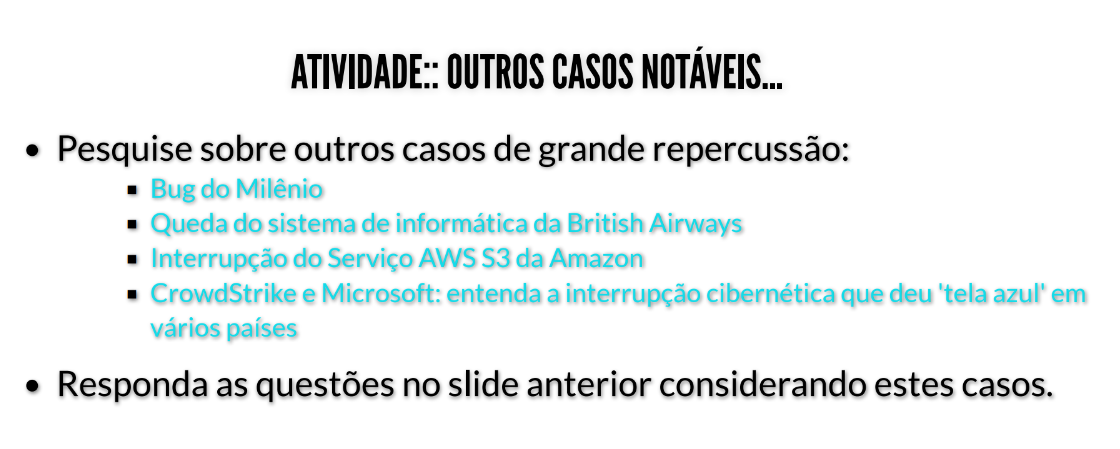 ATIVIDADE:: OUTROS CASOS NOTÁVEIS...
• Pesquise sobre outros casos de grande repercussão:
▪ Bug do Milênio
▪ Queda do sistema de informática da British Airways
▪ Interrupção do Serviço AWS S3 da Amazon
▪ CrowdStrike e Microsoft: entenda a interrupção cibernética que deu 'tela azul' em
vários países
• Responda as questões no slide anterior considerando estes casos.